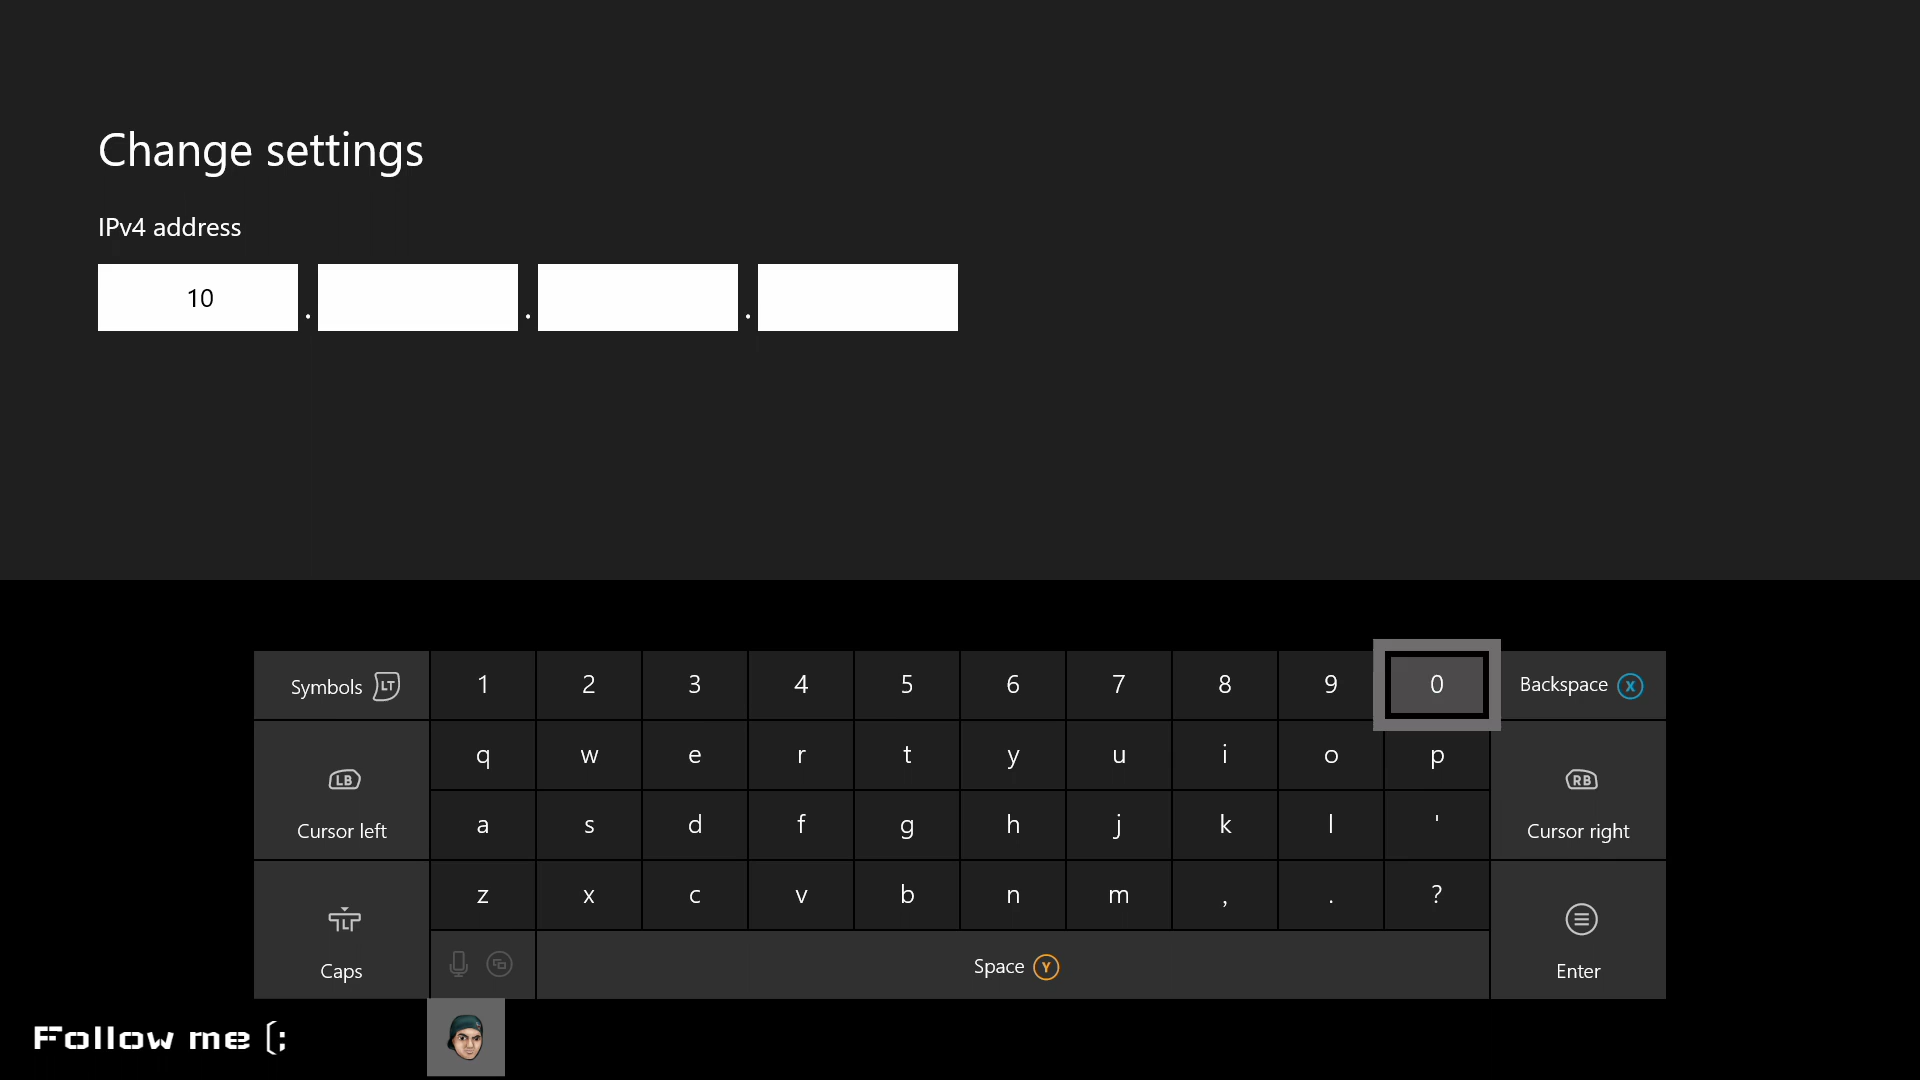 Change settings
IPv4 address
10 . . .
Symbols LT 1 2 3 4 5 6 7 8 9 0 Backspace X
LB Cursor left q w e r t y u i o p RB Cursor right
a s d f g h j k l '
Caps z x c v b n m , . ? Enter
Space Y
Follow me (;